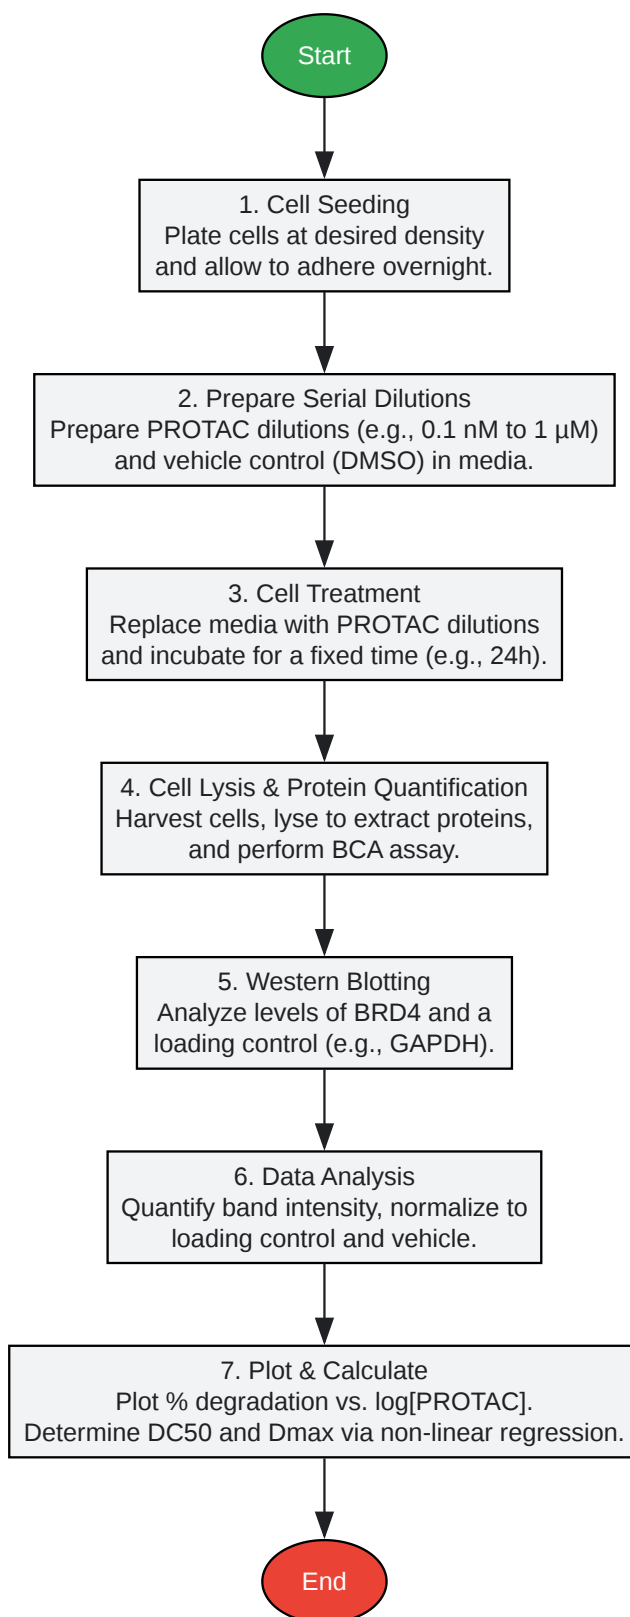 Start
1. Cell Seeding
Plate cells at desired density
and allow to adhere overnight.
2. Prepare Serial Dilutions
Prepare PROTAC dilutions (e.g., 0.1 nM to 1 µM)
and vehicle control (DMSO) in media.
3. Cell Treatment
Replace media with PROTAC dilutions
and incubate for a fixed time (e.g., 24h).
4. Cell Lysis & Protein Quantification
Harvest cells, lyse to extract proteins,
and perform BCA assay.
5. Western Blotting
Analyze levels of BRD4 and a
loading control (e.g., GAPDH).
6. Data Analysis
Quantify band intensity, normalize to
loading control and vehicle.
7. Plot & Calculate
Plot % degradation vs. log[PROTAC].
Determine DC50 and Dmax via non-linear regression.
End